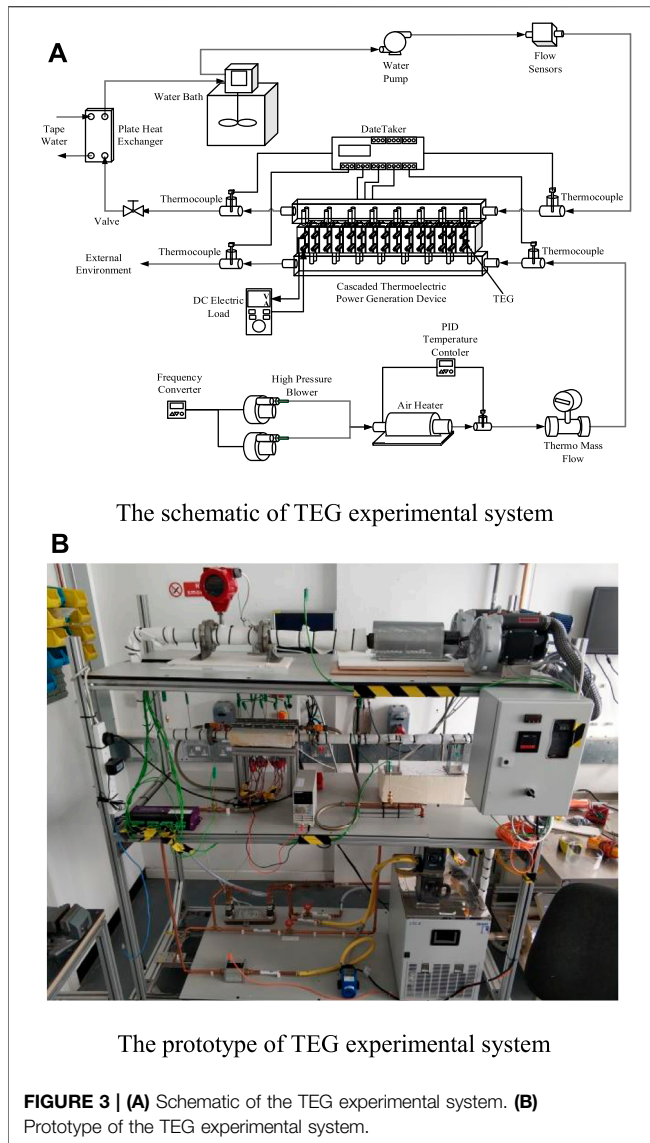 A
Water Bath
Water
Pump
Flow
Sensors
Tape
Water
Plate Heat
Exchanger
DateTaker
Valve
Thermocouple
Thermocouple
External
Environment
Thermocouple
Thermocouple
DC Electric
Load
V
A
Cascaded Thermoelectric
Power Generation Device
TEG
PID
Temperature
Contoler
Frequency
Converter
High Pressure
Blower
Air Heater
Thermo Mass
Flow
The schematic of TEG experimental system
B
The prototype of TEG experimental system
FIGURE 3 | (A) Schematic of the TEG experimental system. (B)
Prototype of the TEG experimental system.